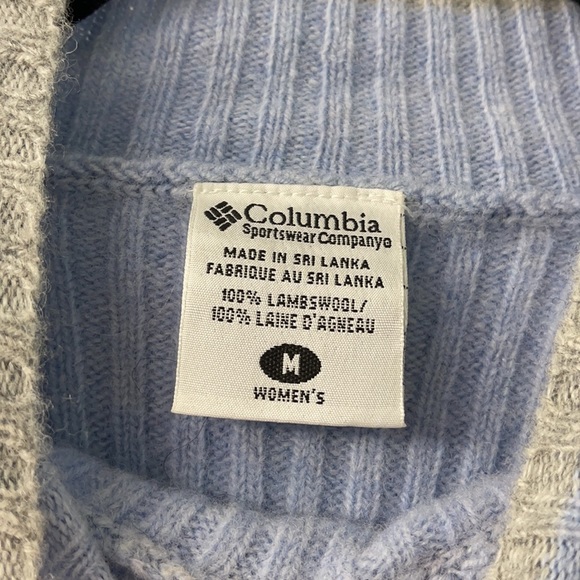 Columbia
Sportswear Company®
MADE IN SRI LANKA
FABRIQUE AU SRI LANKA
100% LAMBSWOOL/
100% LAINE D'AGNEAU
M
WOMEN'S